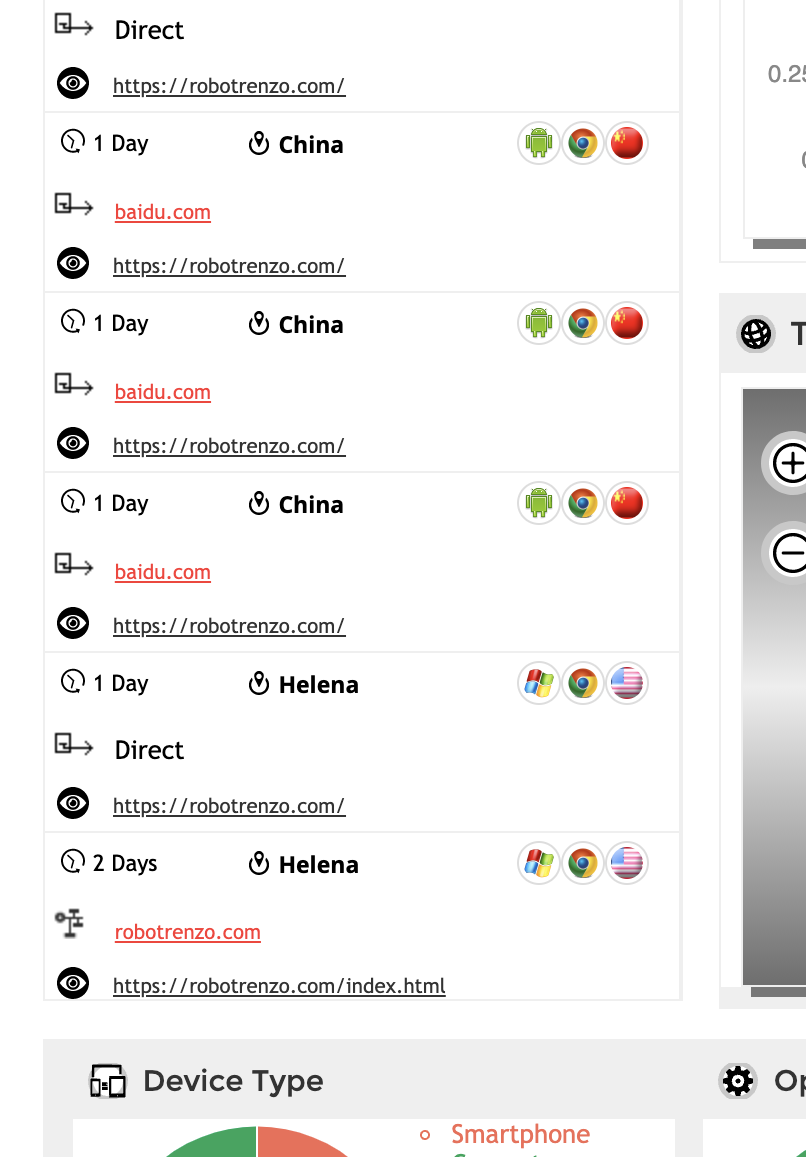 Direct
https://robotrenzo.com/
1 Day China
baidu.com
https://robotrenzo.com/
1 Day China
baidu.com
https://robotrenzo.com/
1 Day China
baidu.com
https://robotrenzo.com/
1 Day Helena
Direct
https://robotrenzo.com/
2 Days Helena
robotrenzo.com
https://robotrenzo.com/index.html
Device Type
Smartphone
0.25
T
Op